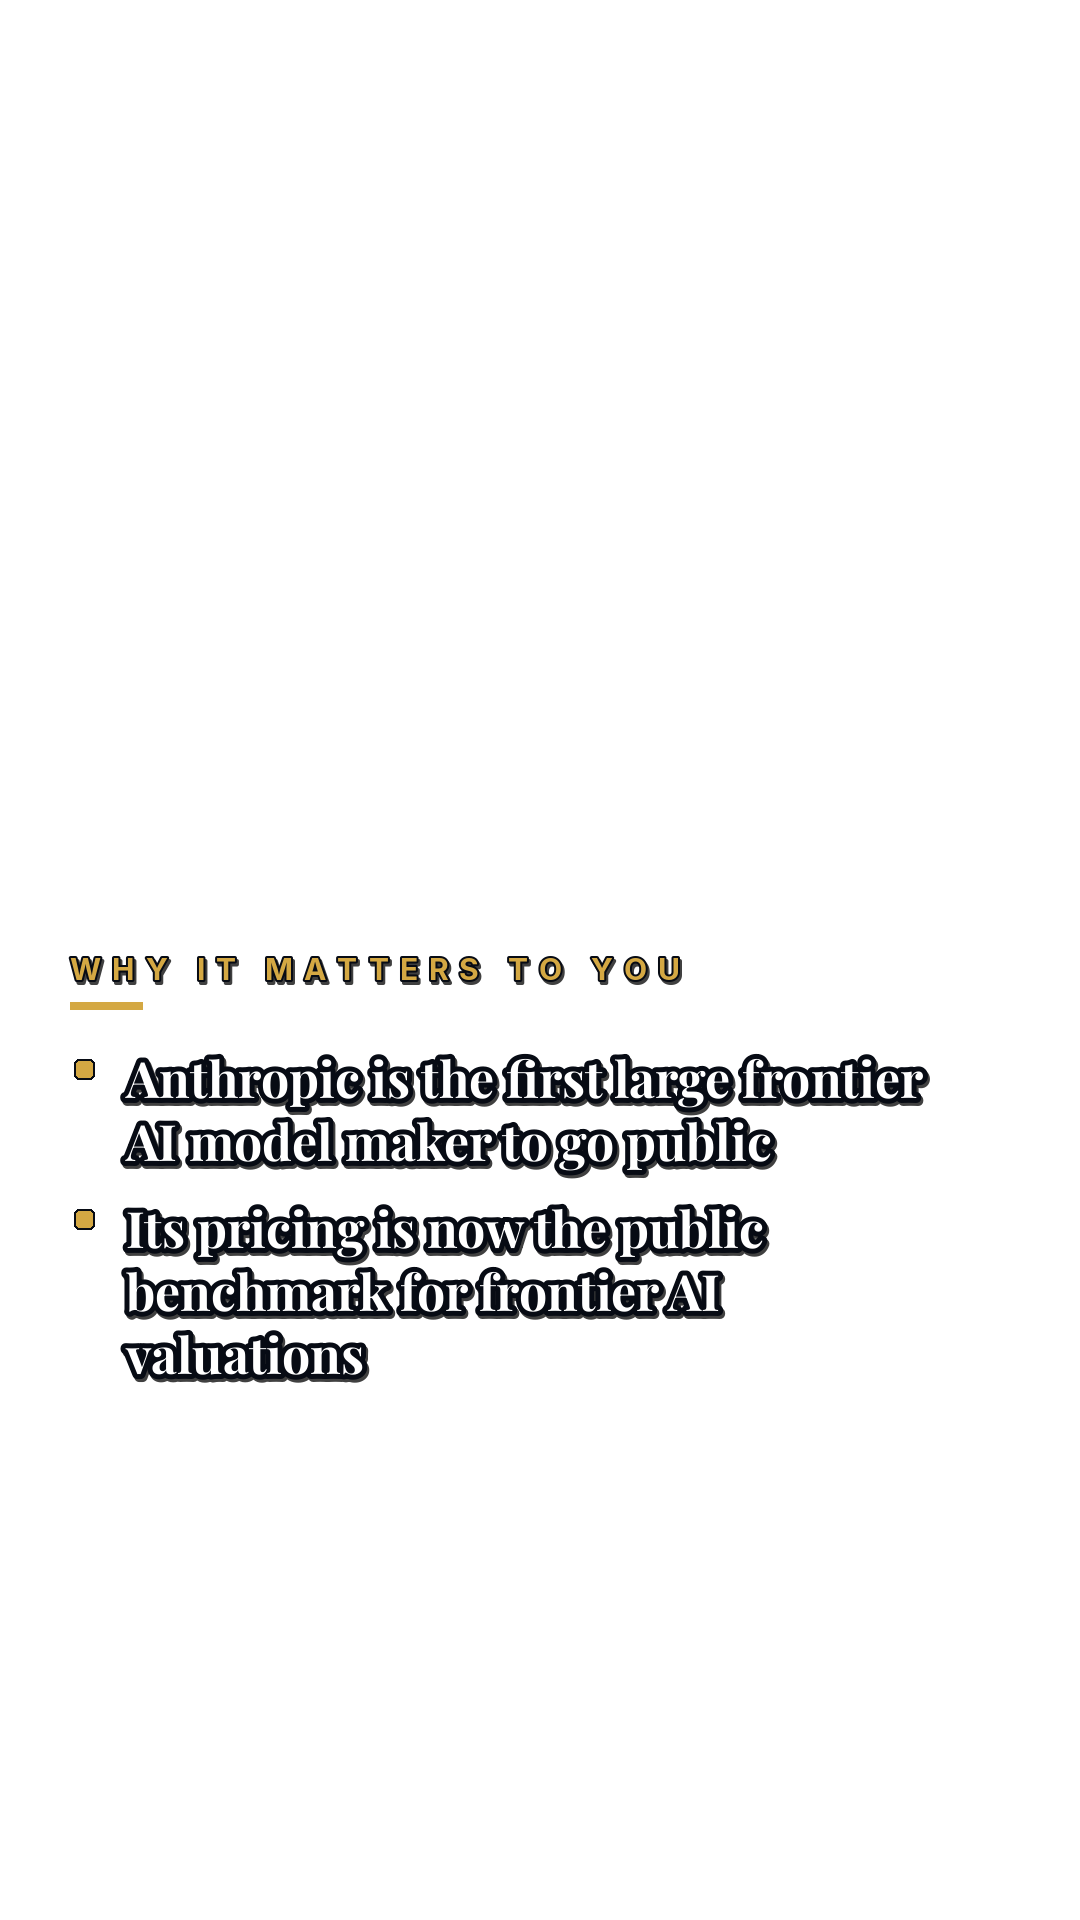 WHY IT MATTERS TO YOU
Anthropic is the first large frontier
AI model maker to go public
Its pricing is now the public
benchmark for frontier AI
valuations